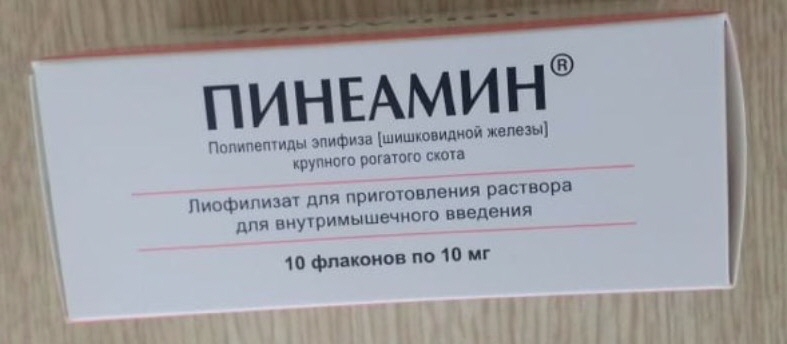 ПИНЕАМИН®
Полипептиды эпифиза [шишковидной железы]
крупного рогатого скота
Лиофилизат для приготовления раствора
для внутримышечного введения
10 флаконов по 10 мг